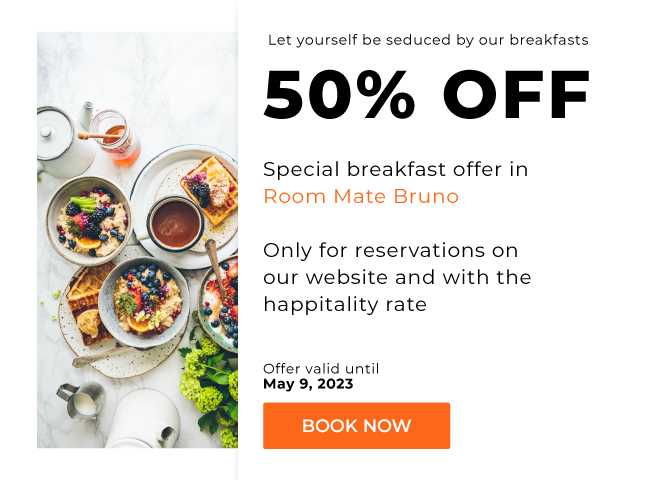 Let yourself be seduced by our breakfasts
50% OFF
Special breakfast offer in
Room Mate Bruno
Only for reservations on
our website and with the
happitality rate
Offer valid until
May 9, 2023
BOOK NOW